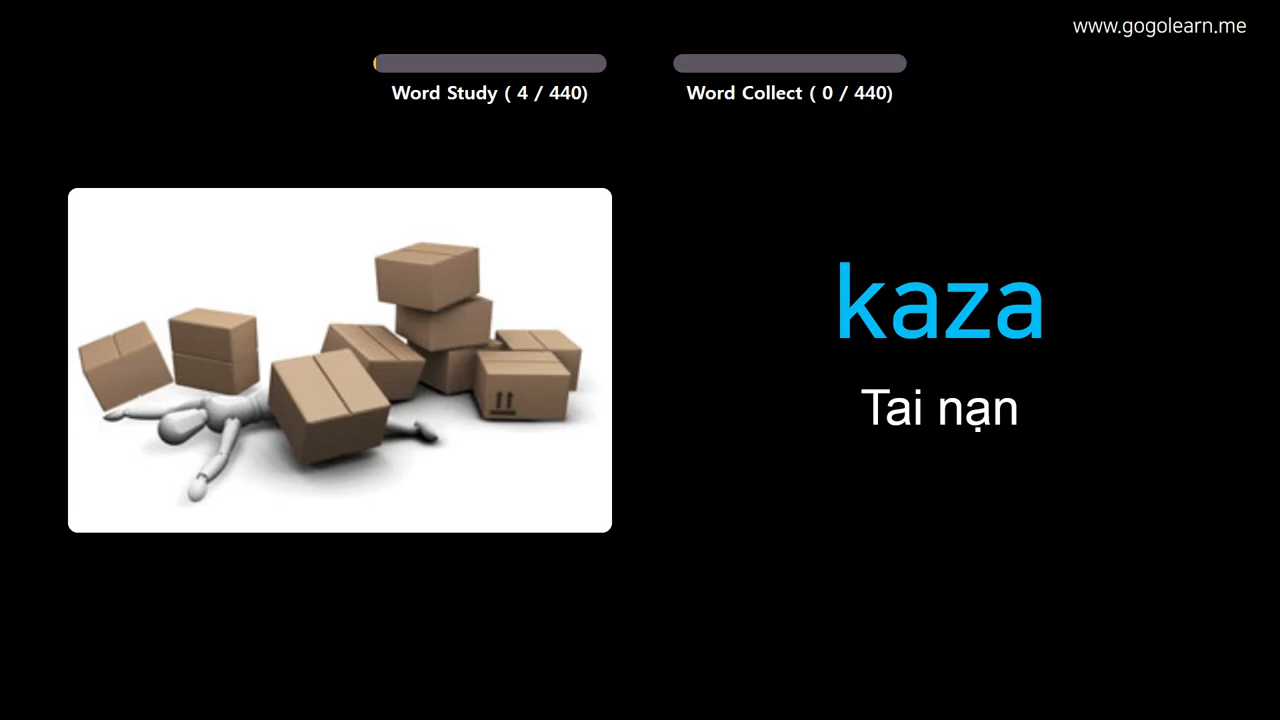 www.gogolearn.me
Word Study ( 4 / 440)
Word Collect ( 0 / 440)
kaza
Tai nạn